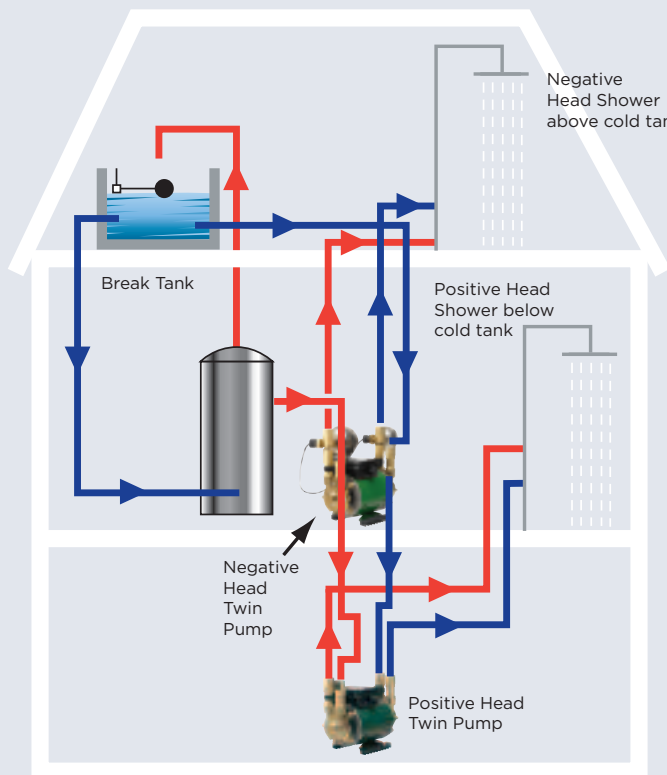 Negative
Head Shower
above cold
Break Tank
Positive Head
Shower below
cold tank
Negative
Head
Twin
Pump
Positive Head
Twin Pump